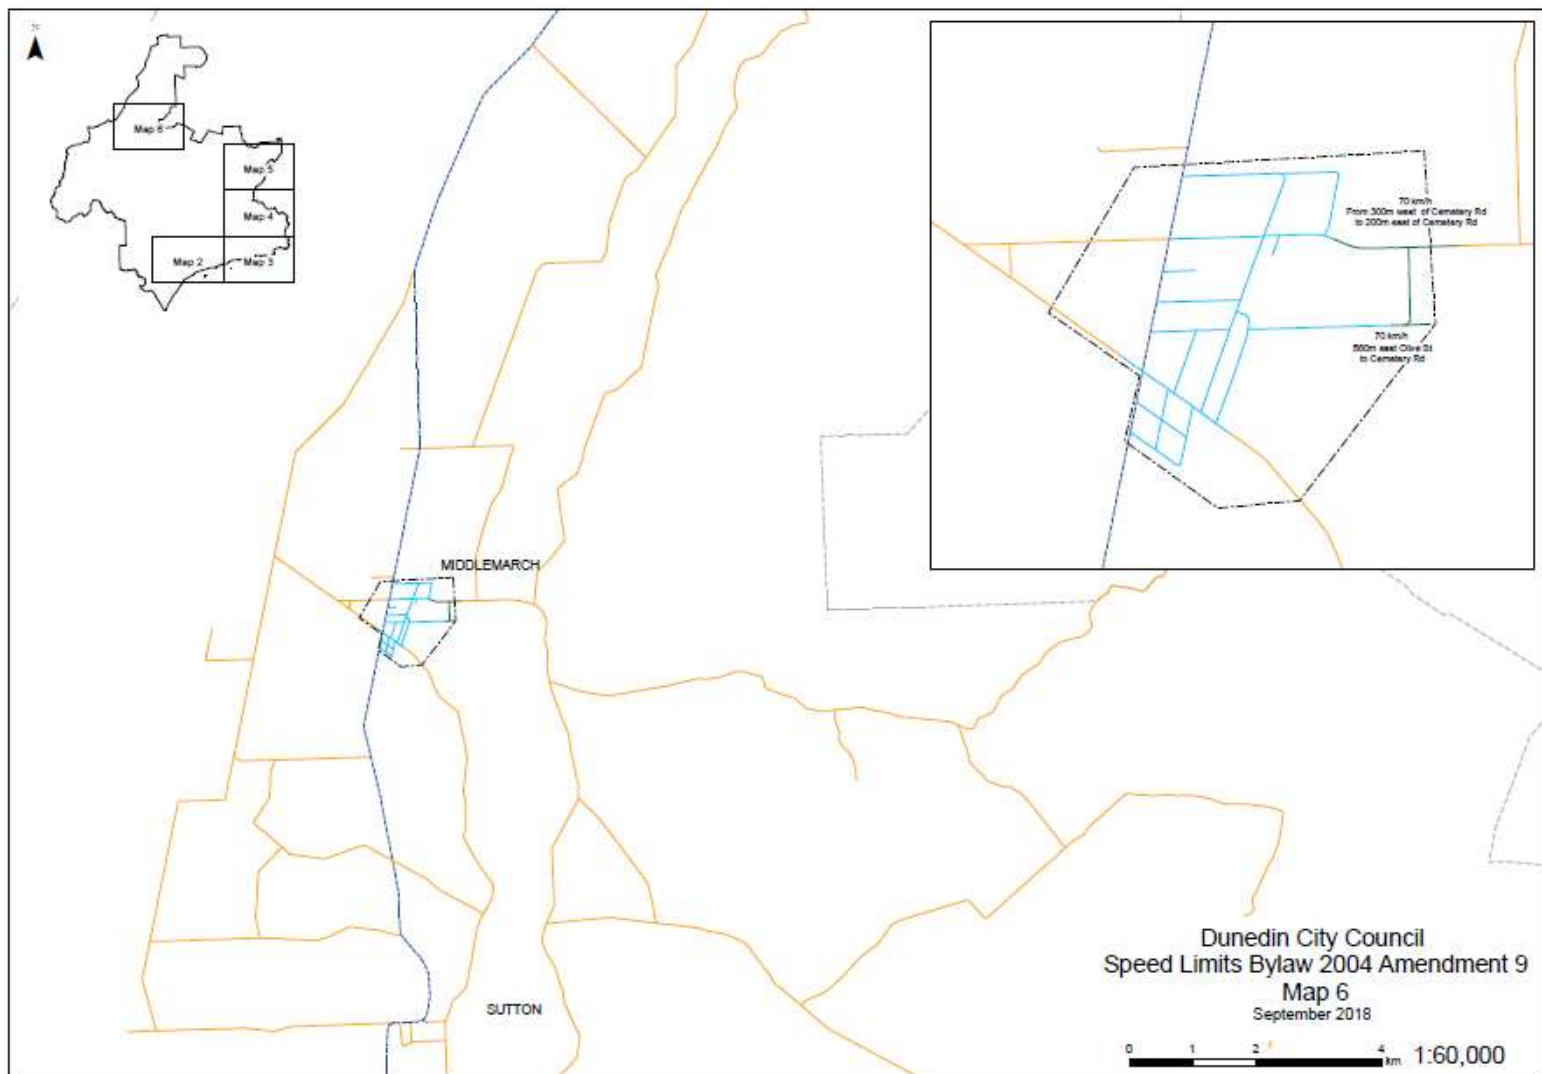 N
Map 6
Map 5
Map 4
Map 2
Map 3
70 km/h
From 300m west of Cemetery Rd
to 200m east of Cemetery Rd
70 km/h
560m east Olive St
to Cemetery Rd
MIDDLEMARCH
SUTTON
Dunedin City Council
Speed Limits Bylaw 2004 Amendment 9
Map 6
September 2018
0 1 2 4 km 1:60,000